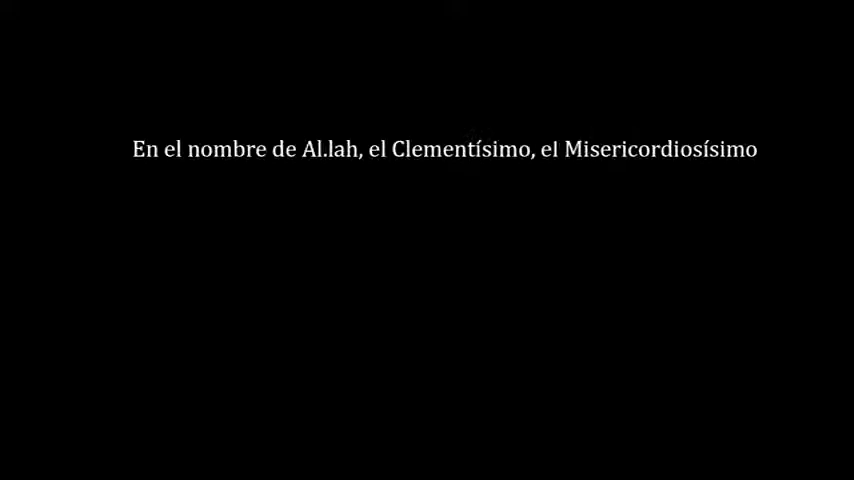 En el nombre de Al.lah, el Clementísimo, el Misericordiosísimo